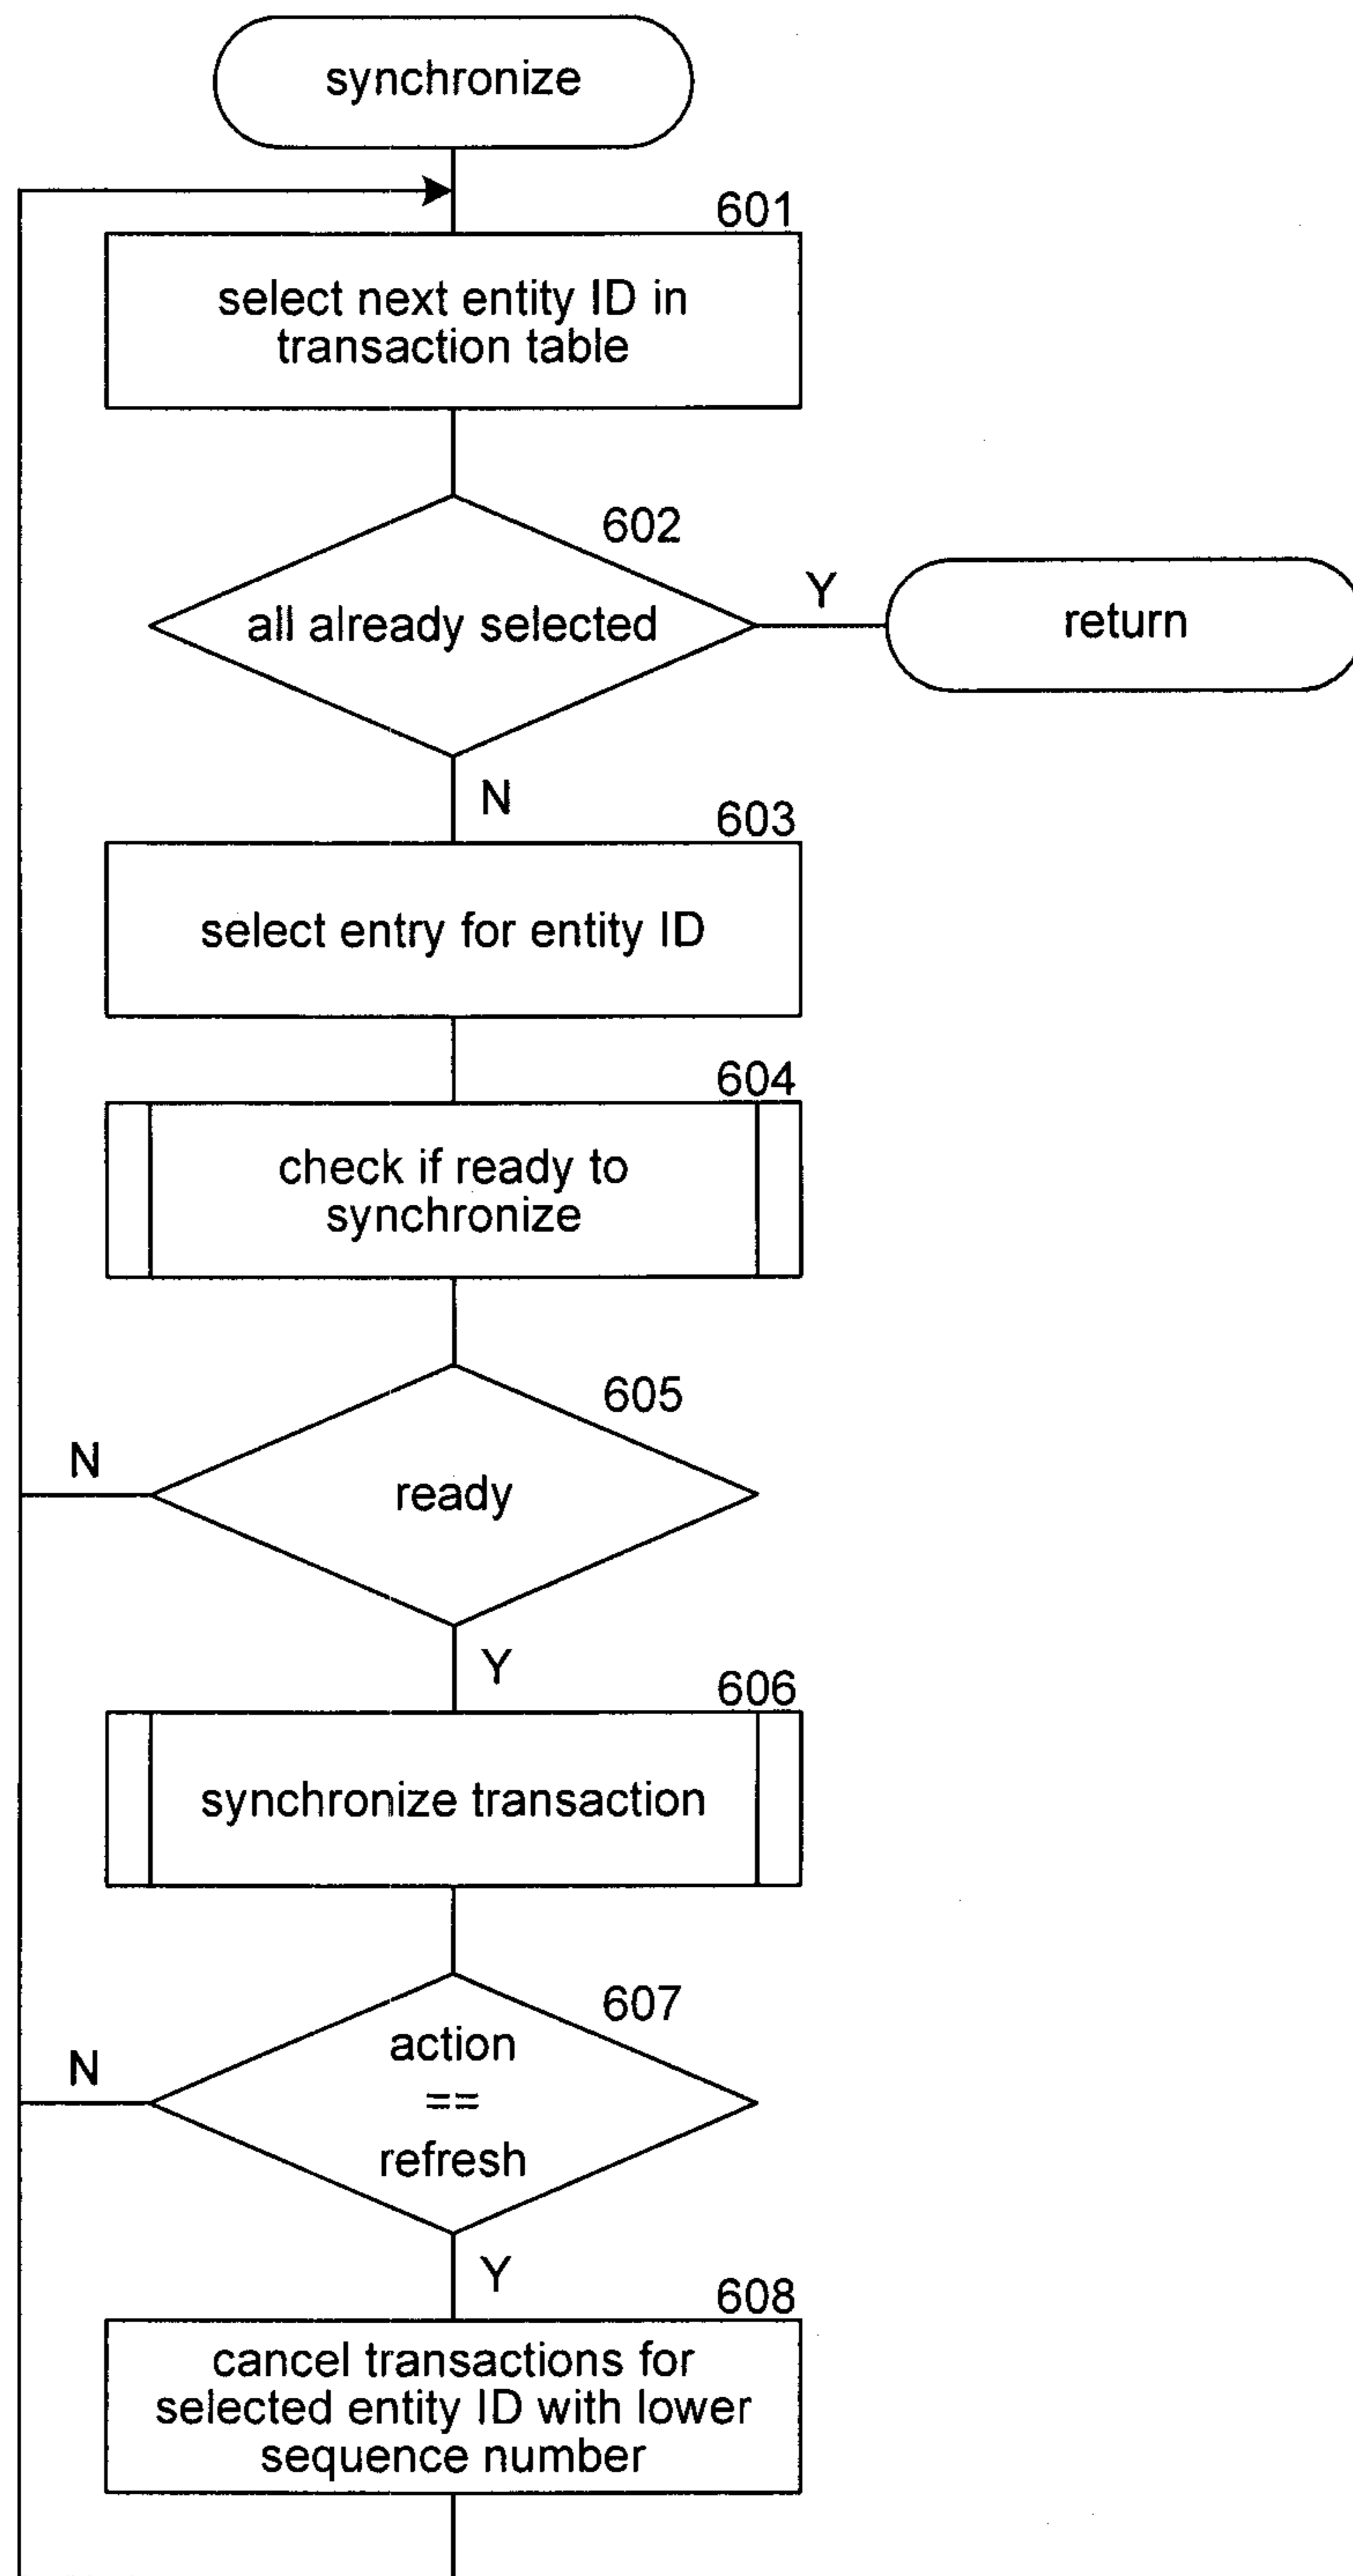 synchronize
601
select next entity ID in
transaction table
602
all already selected
Y
return
N
603
select entry for entity ID
604
check if ready to
synchronize
605
N
ready
Y
606
synchronize transaction
607
N
action
==
refresh
Y
608
cancel transactions for
selected entity ID with lower
sequence number